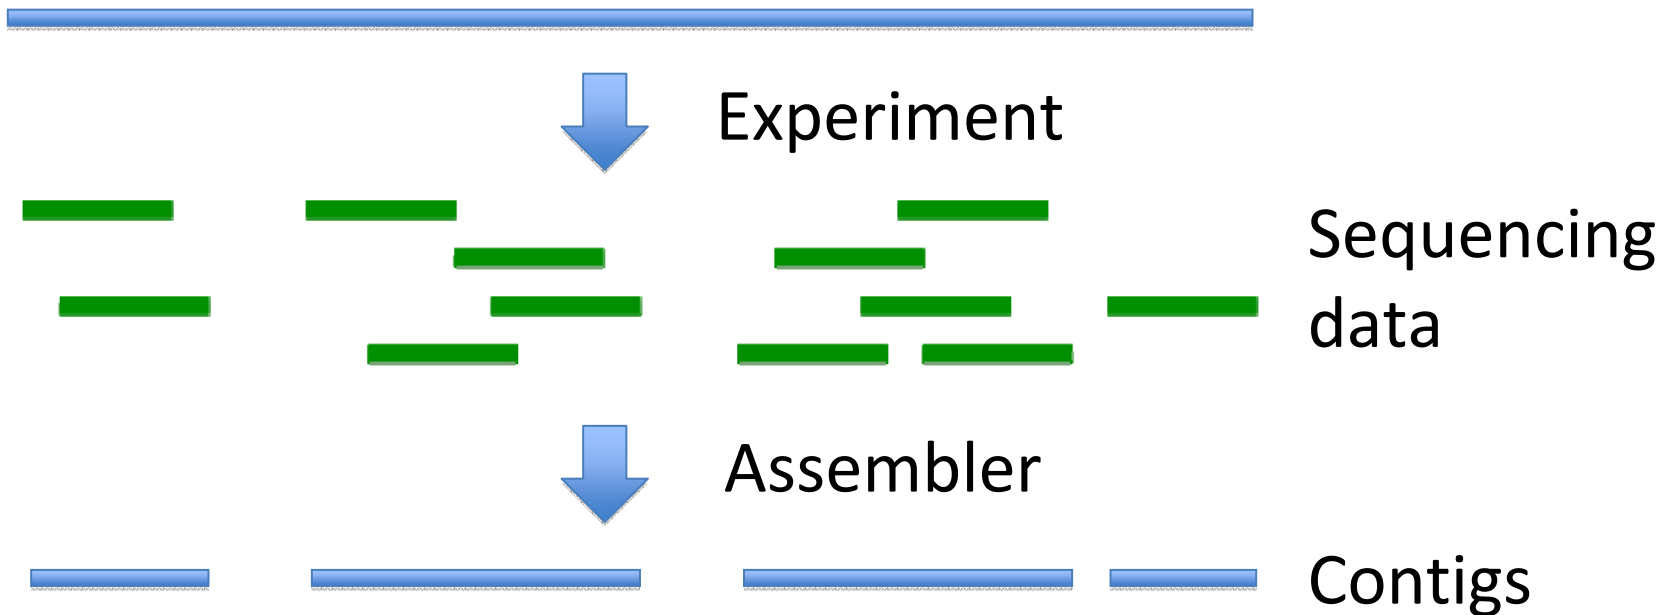 Experiment
Sequencing
data
Assembler
Contigs